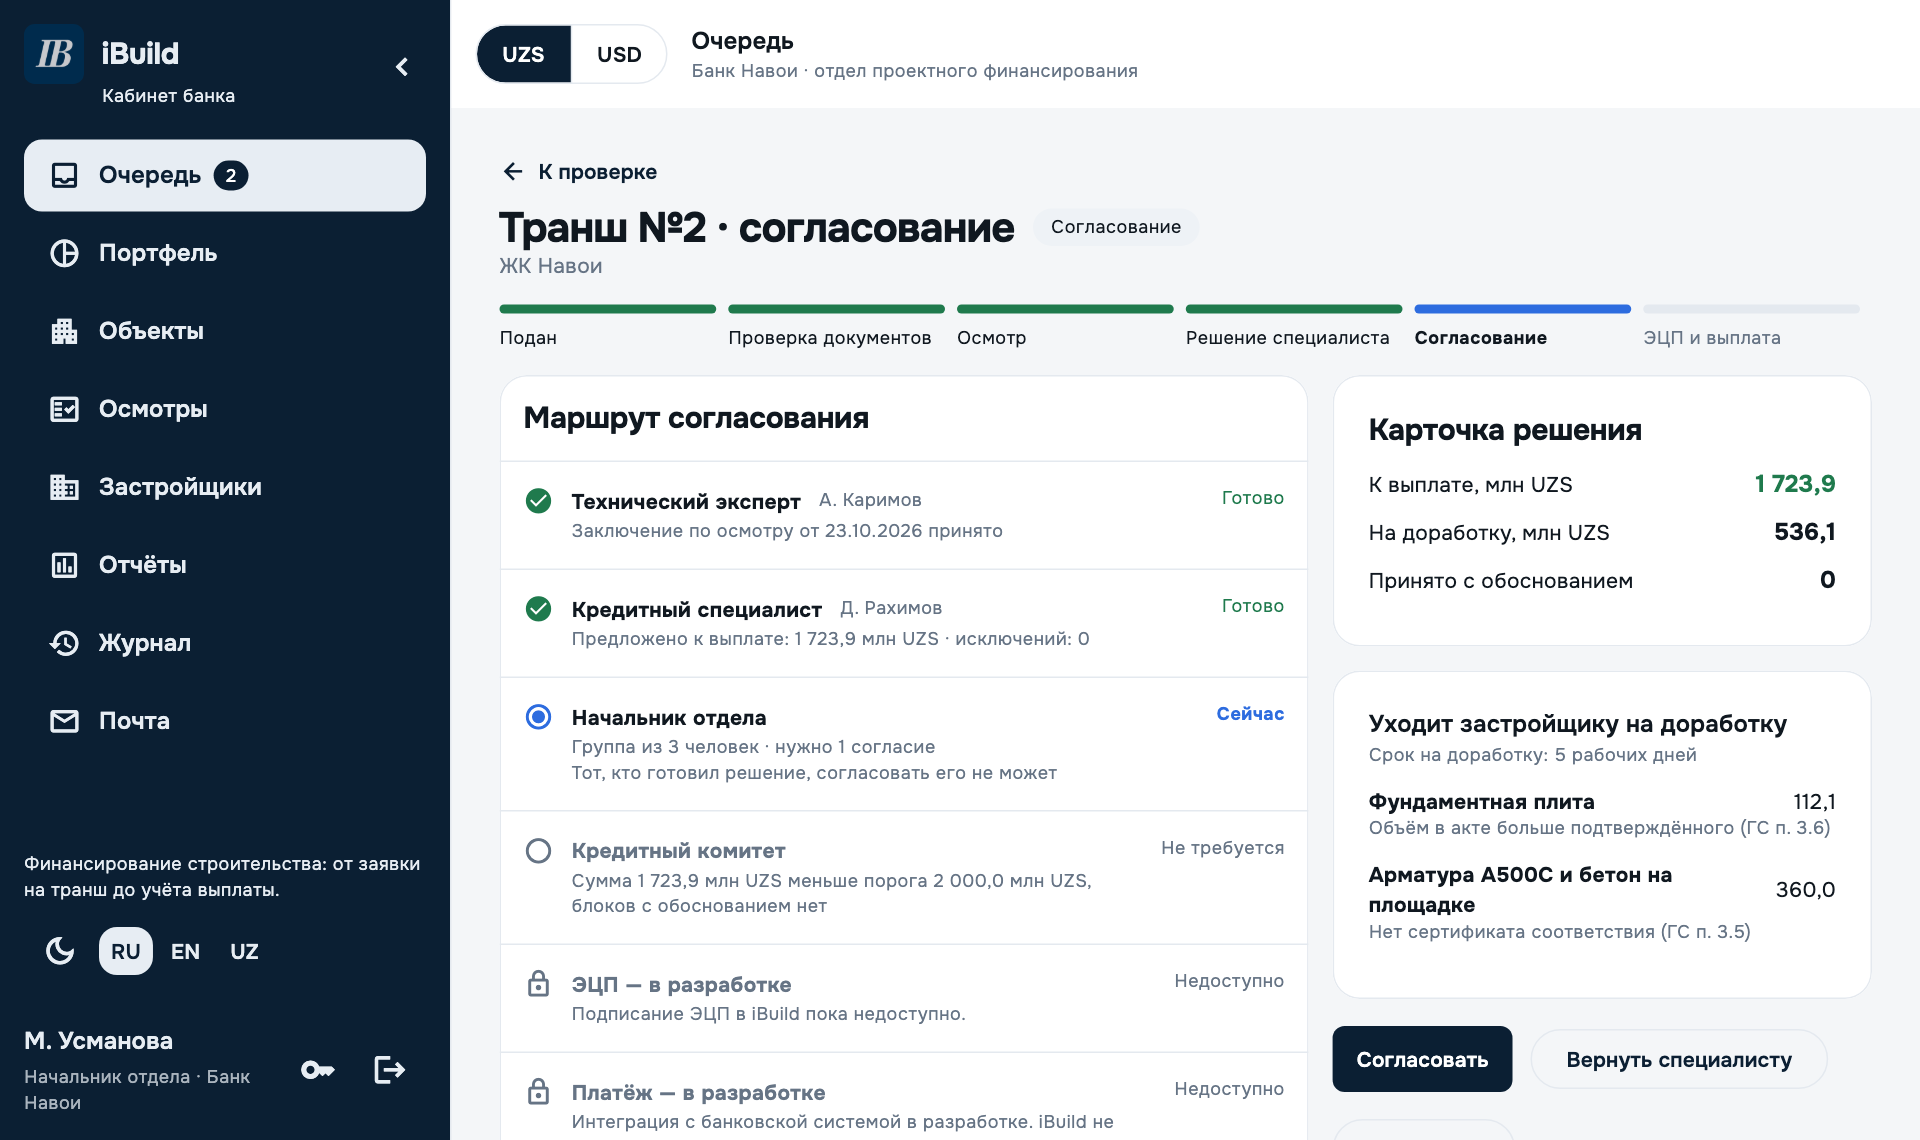 IB
iBuild
Кабинет банка
Очередь 2
Портфель
Объекты
Осмотры
Застройщики
Отчёты
Журнал
Почта
Финансирование строительства: от заявки
на транш до учёта выплаты.
RU EN UZ
М. Усманова
Начальник отдела · Банк
Навои
UZS USD
Очередь
Банк Навои · отдел проектного финансирования
К проверке
Транш №2 · согласование Согласование
ЖК Навои
Подан Проверка документов Осмотр Решение специалиста Согласование ЭЦП и выплата
Маршрут согласования
Технический эксперт А. Каримов Готово
Заключение по осмотру от 23.10.2026 принято
Кредитный специалист Д. Рахимов Готово
Предложено к выплате: 1 723,9 млн UZS · исключений: 0
Начальник отдела Сейчас
Группа из 3 человек · нужно 1 согласие
Тот, кто готовил решение, согласовать его не может
Кредитный комитет Не требуется
Сумма 1 723,9 млн UZS меньше порога 2 000,0 млн UZS,
блоков с обоснованием нет
ЭЦП — в разработке Недоступно
Подписание ЭЦП в iBuild пока недоступно.
Платёж — в разработке Недоступно
Интеграция с банковской системой в разработке. iBuild не
Карточка решения
К выплате, млн UZS 1 723,9
На доработку, млн UZS 536,1
Принято с обоснованием 0
Уходит застройщику на доработку
Срок на доработку: 5 рабочих дней
Фундаментная плита 112,1
Объём в акте больше подтверждённого (ГС п. 3.6)
Арматура А500С и бетон на
площадке 360,0
Нет сертификата соответствия (ГС п. 3.5)
Согласовать Вернуть специалисту